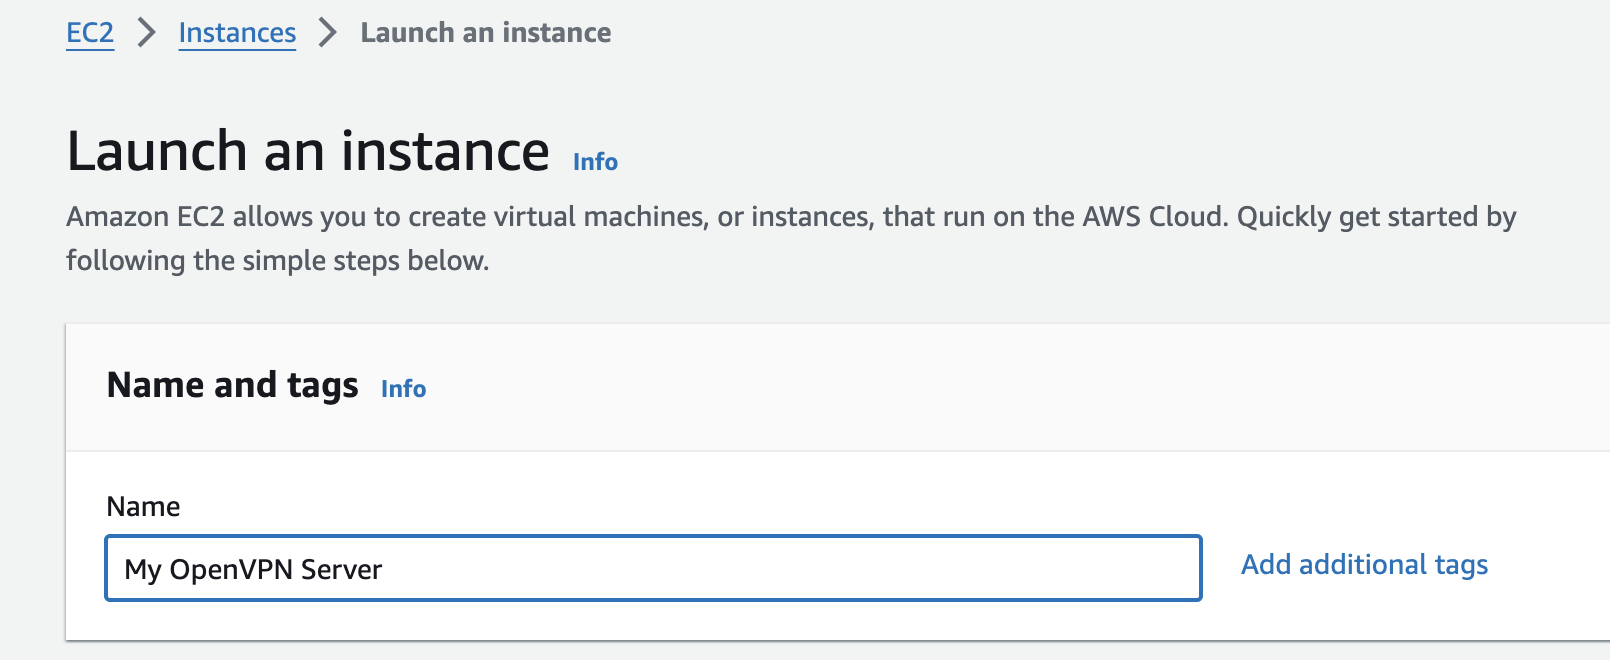 EC2 > Instances > Launch an instance
Launch an instance Info
Amazon EC2 allows you to create virtual machines, or instances, that run on the AWS Cloud. Quickly get started by
following the simple steps below.
Name and tags Info
Name
My OpenVPN Server
Add additional tags